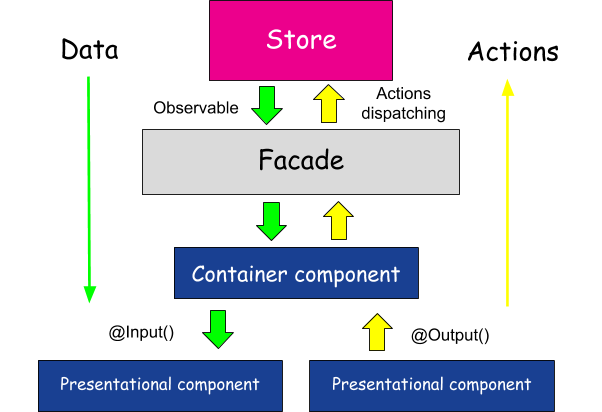 Store
Data
Actions
Observable
Actions
dispatching
Facade
Container component
@Input()
@Output()
Presentational component
Presentational component